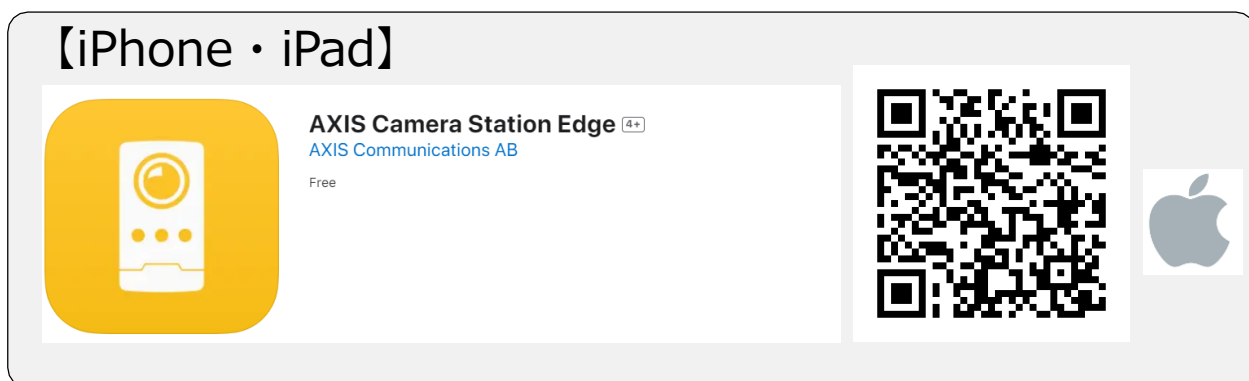 【iPhone・iPad】
AXIS Camera Station Edge 4+
AXIS Communications AB
Free